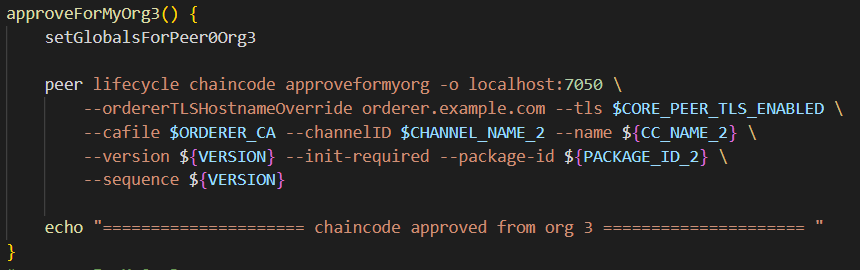 approveForMyOrg3() {
    setGlobalsForPeer0Org3
    peer lifecycle chaincode approveformyorg -o localhost:7050 \
        --ordererTLSHostnameOverride orderer.example.com --tls $CORE_PEER_TLS_ENABLED \
        --cafile $ORDERER_CA --channelID $CHANNEL_NAME_2 --name ${CC_NAME_2} \
        --version ${VERSION} --init-required --package-id ${PACKAGE_ID_2} \
        --sequence ${VERSION}
    echo "===================== chaincode approved from org 3 ===================== "
}